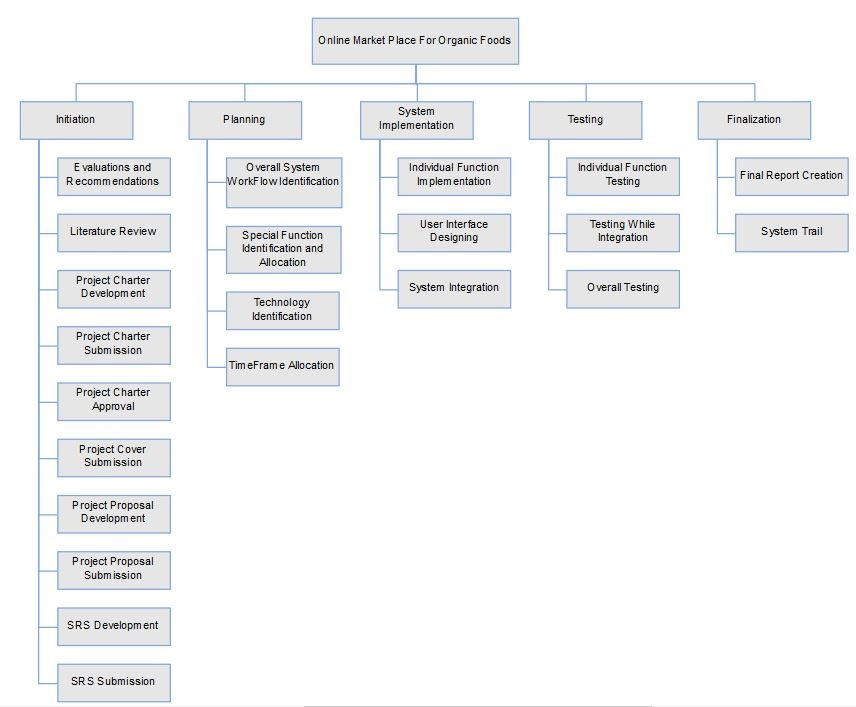 Online Market Place For Organic Foods
Initiation
Planning
System
Implementation
Testing
Finalization
Evaluations and
Recommendations
Literature Review
Project Charter
Development
Project Charter
Submission
Project Charter
Approval
Project Cover
Submission
Project Proposal
Development
Project Proposal
Submission
SRS Development
SRS Submission
Overall System
WorkFlow Identification
Special Function
Identification and
Allocation
Technology
Identification
TimeFrame Allocation
Individual Function
Implementation
User Interface
Designing
System Integration
Individual Function
Testing
Testing While
Integration
Overall Testing
Final Report Creation
System Trail